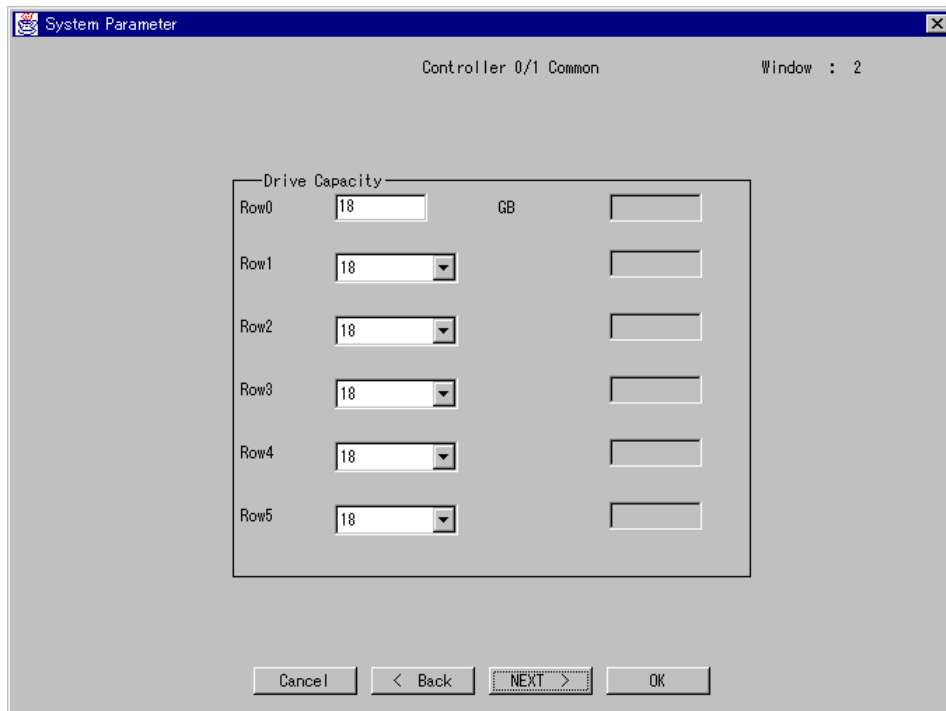 System Parameter
Controller 0/1 Common
Window : 2
Drive Capacity
Row0 18 GB
Row1 18
Row2 18
Row3 18
Row4 18
Row5 18
Cancel < Back NEXT > OK